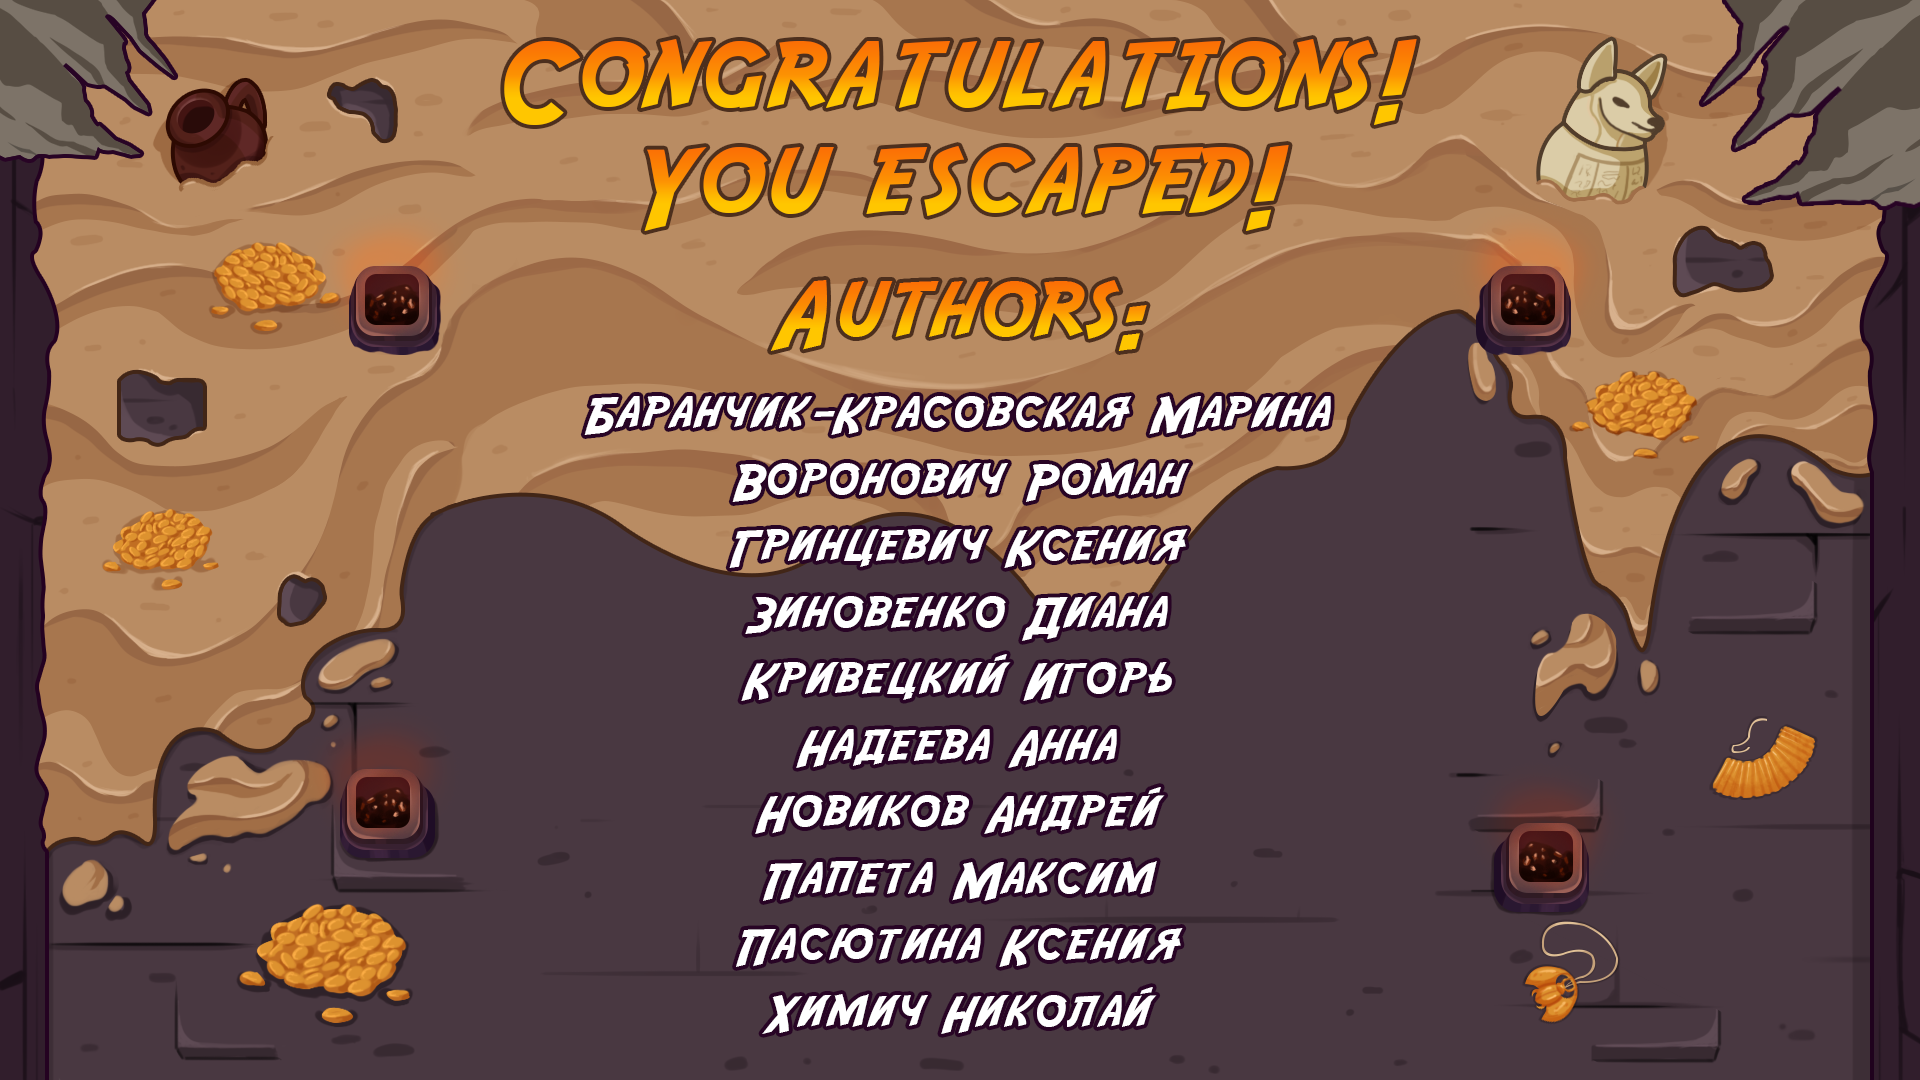 Congratulations!
You escaped!
Authors:
Баранчик-Красовская Марина
Воронович Роман
Гринцевич Ксения
Зиновенко Диана
Кривецкий Игорь
Надеева Анна
Новиков Андрей
Папета Максим
Пасютина Ксения
Химич Николай